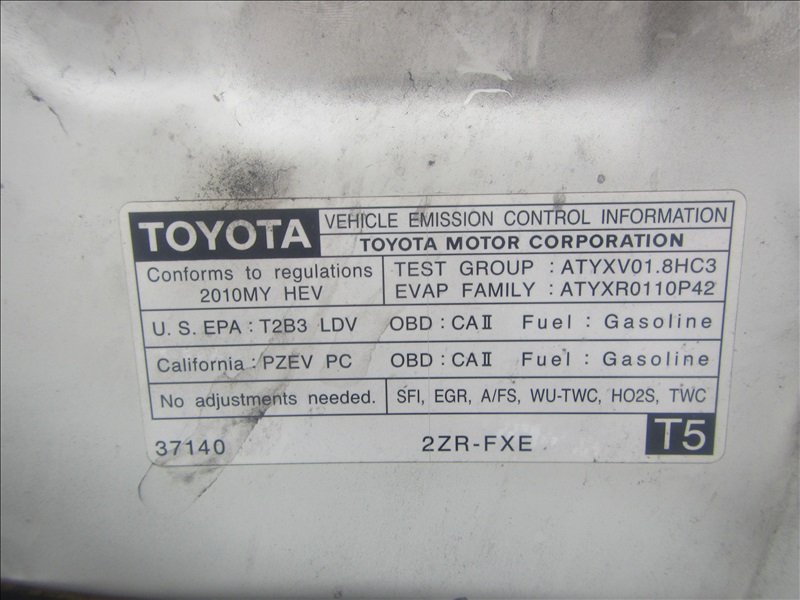 TOYOTA
VEHICLE EMISSION CONTROL INFORMATION
TOYOTA MOTOR CORPORATION
Conforms to regulations
2010MY HEV
TEST GROUP : ATYXV01.8HC3
EVAP FAMILY : ATYXR0110P42
U. S. EPA : T2B3 LDV OBD : CAⅡ Fuel : Gasoline
California : PZEV PC OBD : CAⅡ Fuel : Gasoline
No adjustments needed. SFI, EGR, A/FS, WU-TWC, HO2S, TWC
37140 2ZR-FXE T5